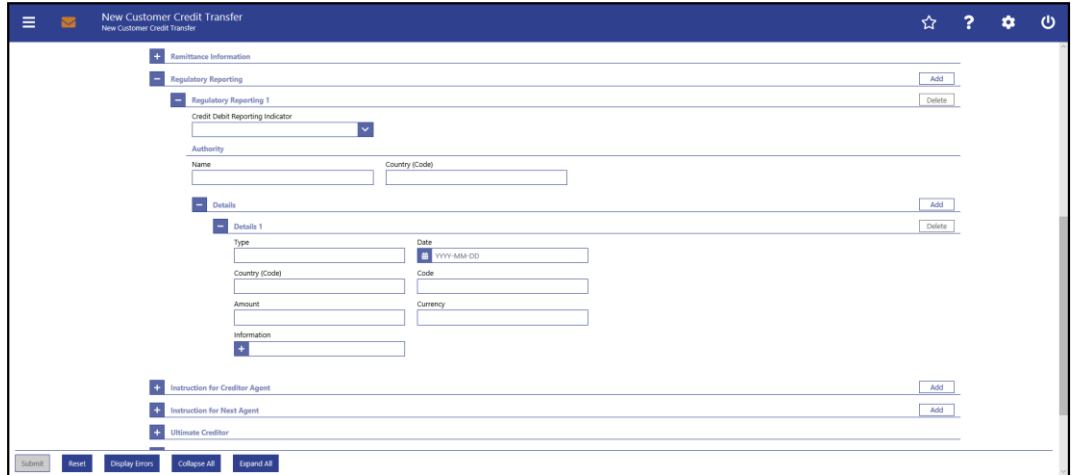 New Customer Credit Transfer
New Customer Credit Transfer
Remittance Information
Regulatory Reporting Add
Regulatory Reporting 1 Delete
Credit Debit Reporting Indicator
Authority
Name Country (Code)
Details Add
Details 1 Delete
Type Date
YYYY-MM-DD
Country (Code) Code
Amount Currency
Information
Instruction for Creditor Agent Add
Instruction for Next Agent Add
Ultimate Creditor
Submit Reset Display Errors Collapse All Expand All